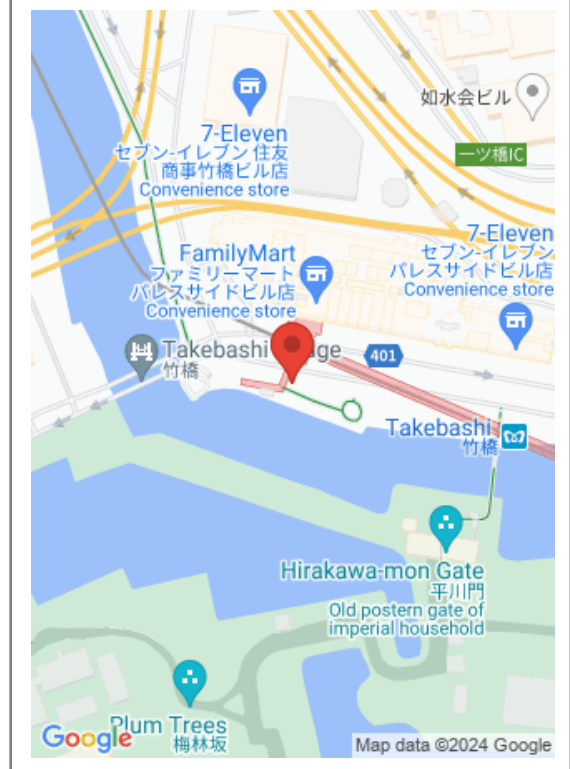 如水会ビル
7-Eleven
セブン-イレブン 住友
商事竹橋ビル店
Convenience store
一ツ橋IC
7-Eleven
セブン-イレブン
パレスサイドビル店
Convenience store
FamilyMart
ファミリーマート
パレスサイドビル店
Convenience store
Takebashi
竹橋
401
Takebashi
竹橋
Hirakawa-mon Gate
平川門
Old postern gate of
imperial household
Plum Trees
梅林坂
Google
Map data ©2024 Google